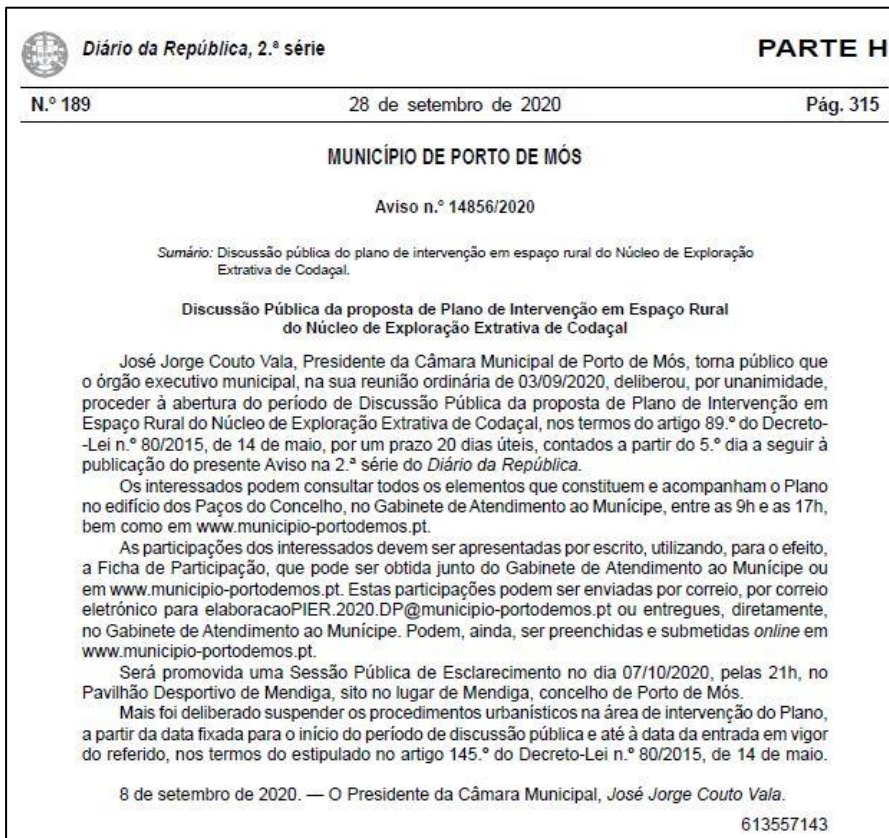 Diário da República, 2.ª série
PARTE H
N.º 189
28 de setembro de 2020
Pág. 315
MUNICÍPIO DE PORTO DE MÓS
Aviso n.º 14856/2020
Sumário: Discussão pública do plano de intervenção em espaço rural do Núcleo de Exploração
Extrativa de Codaçal.
Discussão Pública da proposta de Plano de Intervenção em Espaço Rural
do Núcleo de Exploração Extrativa de Codaçal
José Jorge Couto Vala, Presidente da Câmara Municipal de Porto de Mós, torna público que
o órgão executivo municipal, na sua reunião ordinária de 03/09/2020, deliberou, por unanimidade,
proceder à abertura do período de Discussão Pública da proposta de Plano de Intervenção em
Espaço Rural do Núcleo de Exploração Extrativa de Codaçal, nos termos do artigo 89.º do Decreto-
-Lei n.º 80/2015, de 14 de maio, por um prazo 20 dias úteis, contados a partir do 5.º dia a seguir à
publicação do presente Aviso na 2.ª série do Diário da República.
Os interessados podem consultar todos os elementos que constituem e acompanham o Plano
no edifício dos Paços do Concelho, no Gabinete de Atendimento ao Munícipe, entre as 9h e as 17h,
bem como em www.municipio-portodemos.pt.
As participações dos interessados devem ser apresentadas por escrito, utilizando, para o efeito,
a Ficha de Participação, que pode ser obtida junto do Gabinete de Atendimento ao Munícipe ou
em www.municipio-portodemos.pt. Estas participações podem ser enviadas por correio, por correio
eletrónico para elaboracaoPIER.2020.DP@municipio-portodemos.pt ou entregues, diretamente,
no Gabinete de Atendimento ao Munícipe. Podem, ainda, ser preenchidas e submetidas online em
www.municipio-portodemos.pt.
Será promovida uma Sessão Pública de Esclarecimento no dia 07/10/2020, pelas 21h, no
Pavilhão Desportivo de Mendiga, sito no lugar de Mendiga, concelho de Porto de Mós.
Mais foi deliberado suspender os procedimentos urbanísticos na área de intervenção do Plano,
a partir da data fixada para o início do período de discussão pública e até à data da entrada em vigor
do referido, nos termos do estipulado no artigo 145.º do Decreto-Lei n.º 80/2015, de 14 de maio.
8 de setembro de 2020. — O Presidente da Câmara Municipal, José Jorge Couto Vala.
613557143